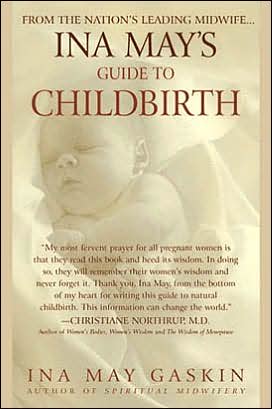 FROM THE NATION'S LEADING MIDWIFE...
INA MAY'S
GUIDE TO
CHILDBIRTH
"My most fervent prayer for all pregnant women is
that they read this book and heed its wisdom. In doing
so, they will remember their women's wisdom and
never forget it. Thank you, Ina May, from the bottom
of my heart for writing this guide to natural
childbirth. This information can change the world."
—CHRISTIANE NORTHRUP, M.D.
Author of Women's Bodies, Women's Wisdom and The Wisdom of Menopause
INA MAY GASKIN
AUTHOR OF SPIRITUAL MIDWIFERY